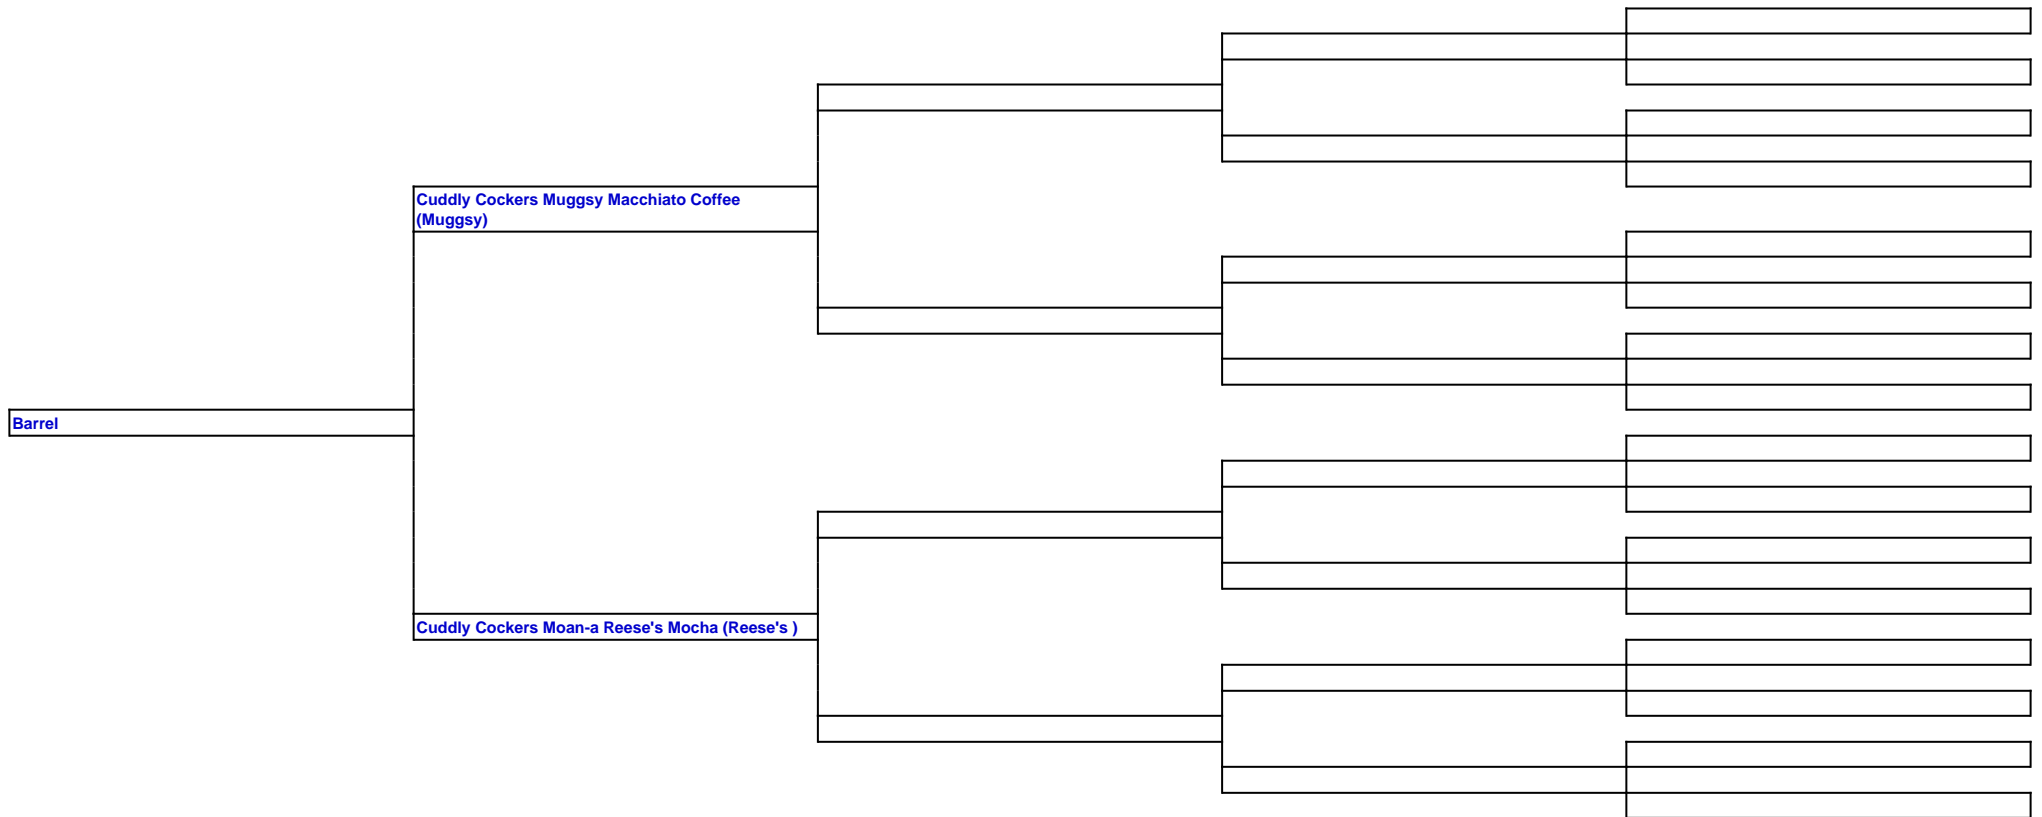 Cuddly Cockers Muggsy Macchiato Coffee
(Muggsy)
Barrel
Cuddly Cockers Moan-a Reese's Mocha (Reese's )